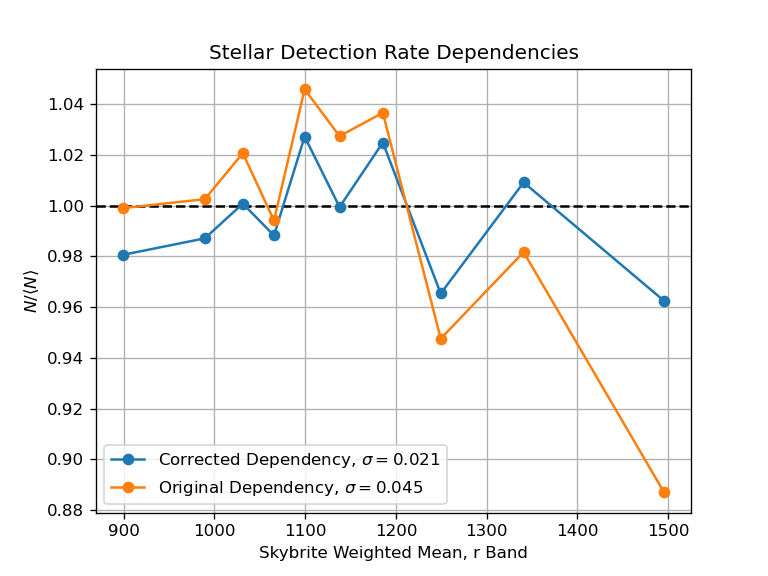 Stellar Detection Rate Dependencies
N/⟨N⟩
1.04
1.02
1.00
0.98
0.96
0.94
0.92
0.90
0.88
Corrected Dependency, σ = 0.021
Original Dependency, σ = 0.045
900 1000 1100 1200 1300 1400 1500
Skybrite Weighted Mean, r Band